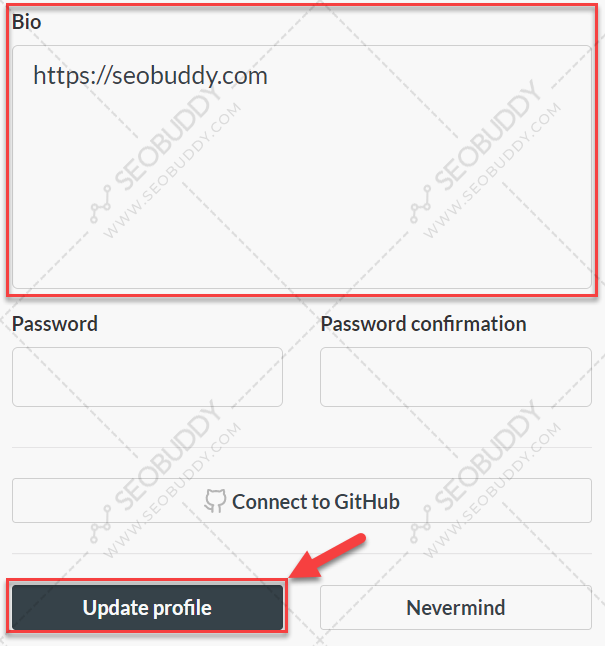 Bio
https://seobuddy.com
SEOBUDDY
WWW.SEOBUDDY.COM
SEOBUDDY
WWW.SEOBUDDY.COM
Password
Password confirmation
SEOBUDDY
WWW.SEOBUDDY.COM
SEOBUDDY
WWW.SEOBUDDY.COM
Connect to GitHub
Update profile
Nevermind